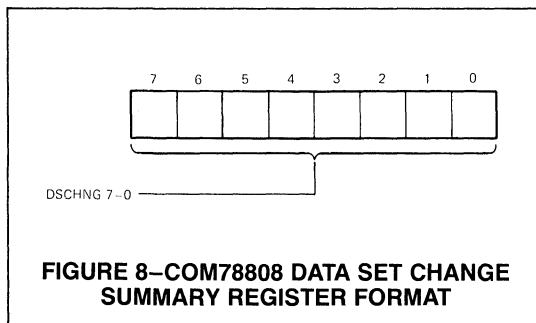 7 6 5 4 3 2 1 0
DSCHNG 7-0
FIGURE 8–COM78808 DATA SET CHANGE
SUMMARY REGISTER FORMAT